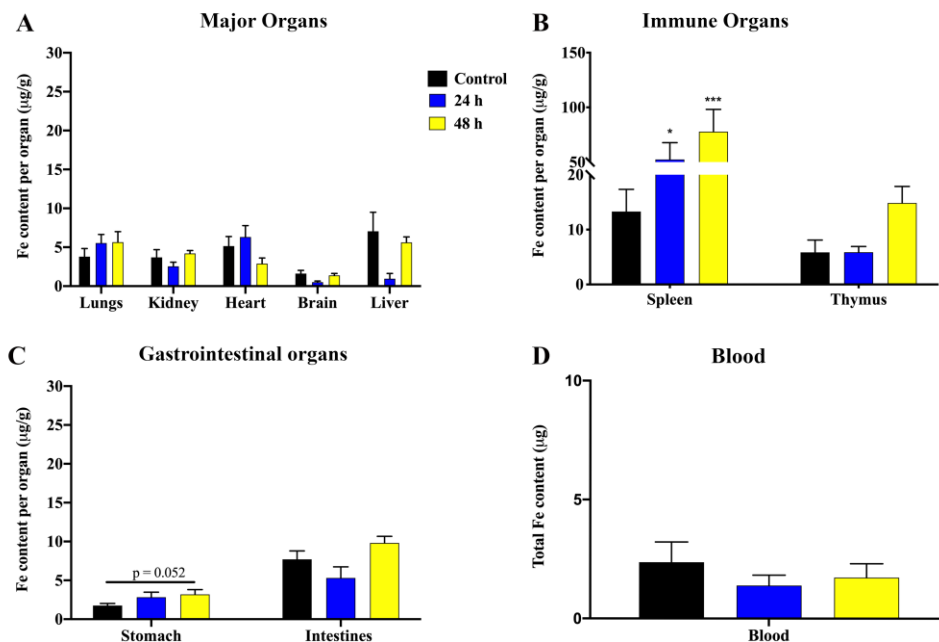 A
Major Organs
Fe content per organ (µg/g)
30
25
20
15
10
5
0
Lungs
Kidney
Heart
Brain
Liver
Control
24 h
48 h
B
Immune Organs
Fe content per organ (µg/g)
150
100
50
20
10
0
*
***
Spleen
Thymus
C
Gastrointestinal organs
Fe content per organ (µg/g)
30
25
20
15
10
5
0
p = 0.052
Stomach
Intestines
D
Blood
Total Fe content (µg)
10
5
0
Blood